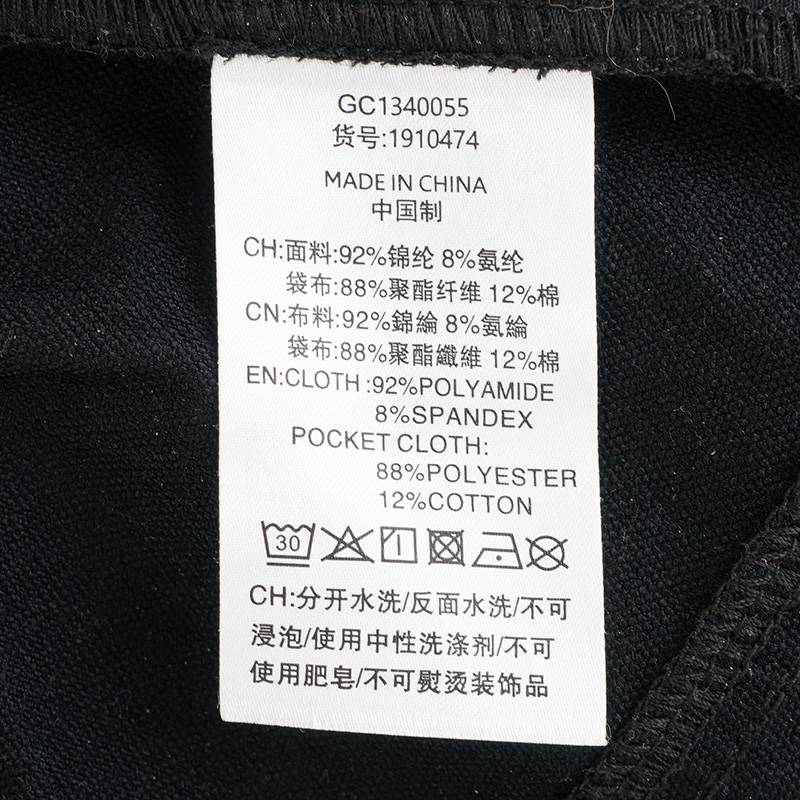 GC1340055
货号:1910474
MADE IN CHINA
中国制
CH:面料:92%锦纶 8%氨纶
袋布:88%聚酯纤维 12%棉
CN:布料:92%錦綸 8%氨綸
袋布:88%聚酯纖維 12%棉
EN:CLOTH :92%POLYAMIDE
8%SPANDEX
POCKET CLOTH:
88%POLYESTER
12%COTTON
30
CH:分开水洗/反面水洗/不可
浸泡/使用中性洗涤剂/不可
使用肥皂/不可熨烫装饰品